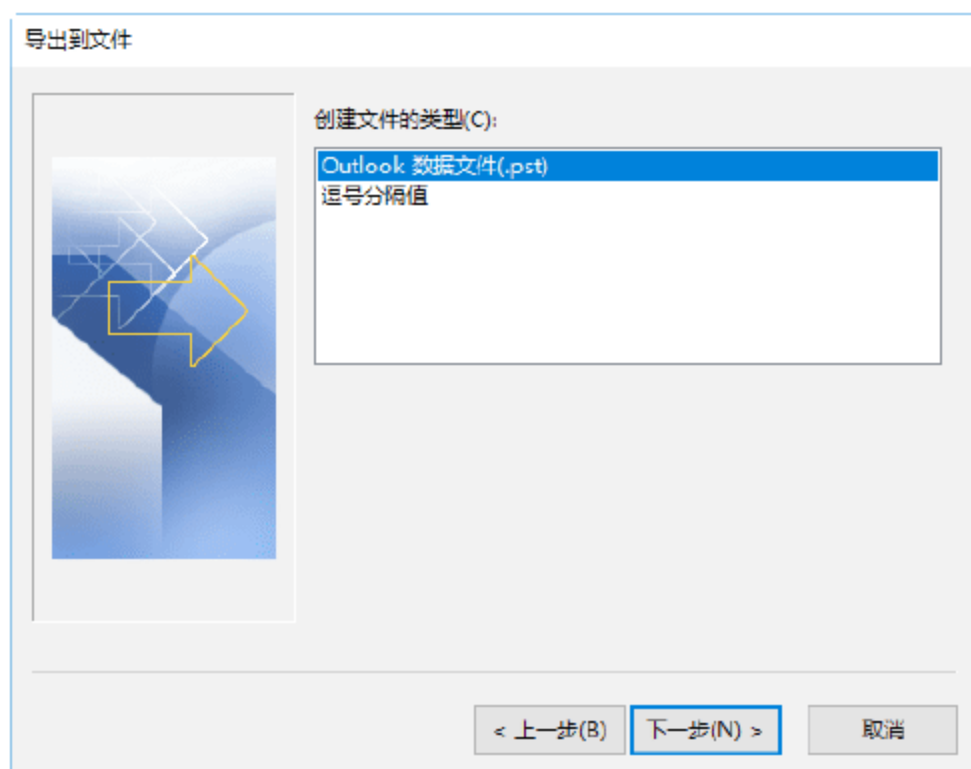 导出到文件
创建文件的类型(C):
Outlook 数据文件(.pst)
逗号分隔值
< 上一步(B) 下一步(N) > 取消